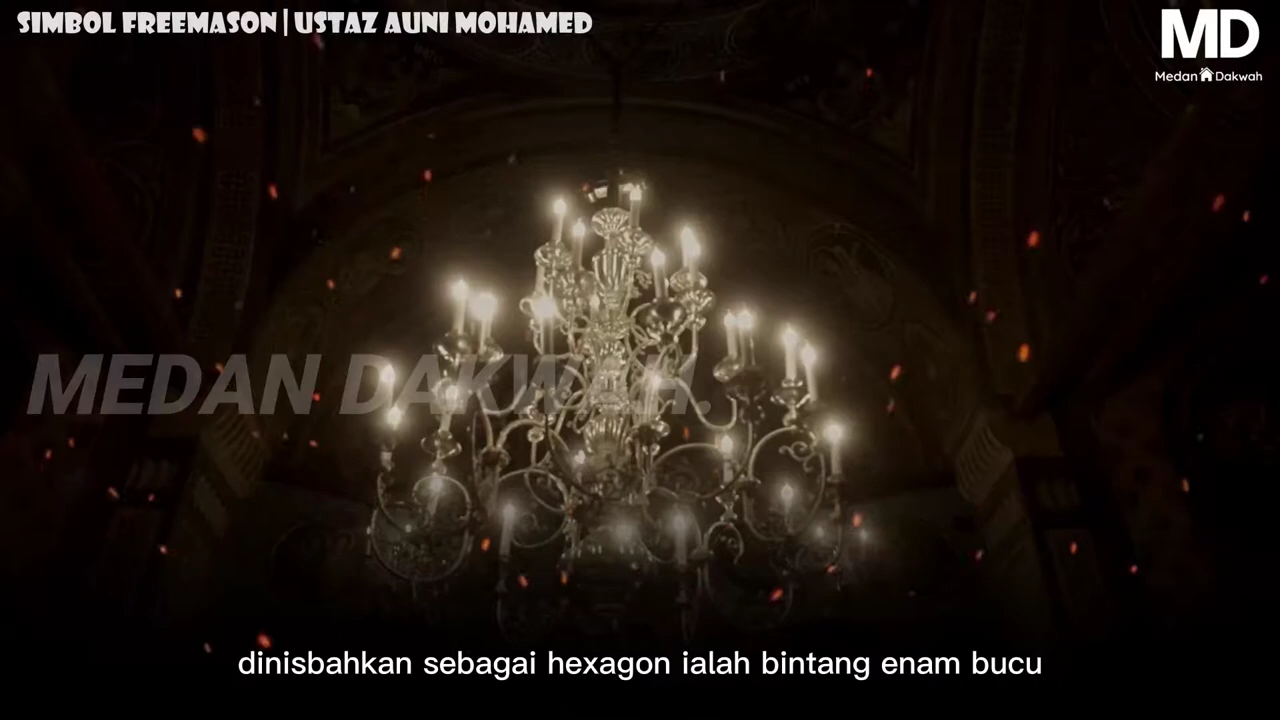 SIMBOL FREEMASON | USTAZ AUNI MOHAMED
MD
Medan Dakwah
MEDAN DAKWAH.
dinisbahkan sebagai hexagon ialah bintang enam bucu